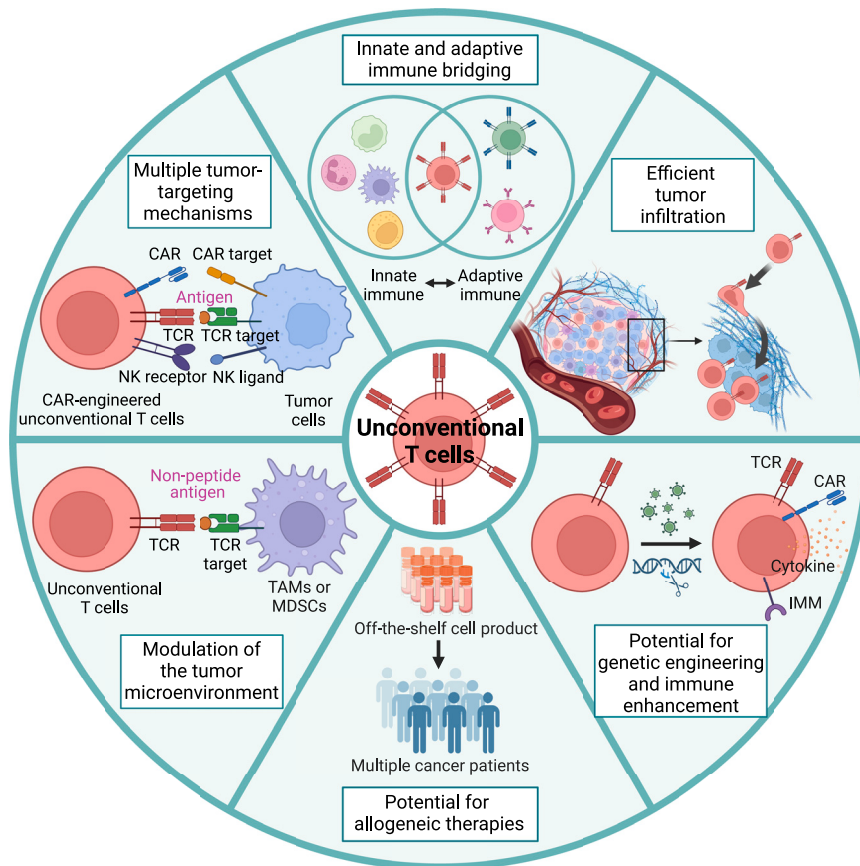 Innate and adaptive
immune bridging
Innate
immune
Adaptive
immune
Multiple tumor-
targeting
mechanisms
CAR
CAR target
Antigen
TCR
TCR target
NK receptor
NK ligand
CAR-engineered
unconventional T cells
Tumor
cells
Efficient
tumor
infiltration
Unconventional
T cells
Non-peptide
antigen
TCR
TCR
target
Unconventional
T cells
TAMs or
MDSCs
Modulation of
the tumor
microenvironment
Off-the-shelf cell product
Multiple cancer patients
Potential for
allogeneic therapies
TCR
CAR
Cytokine
IMM
Potential for
genetic engineering
and immune
enhancement